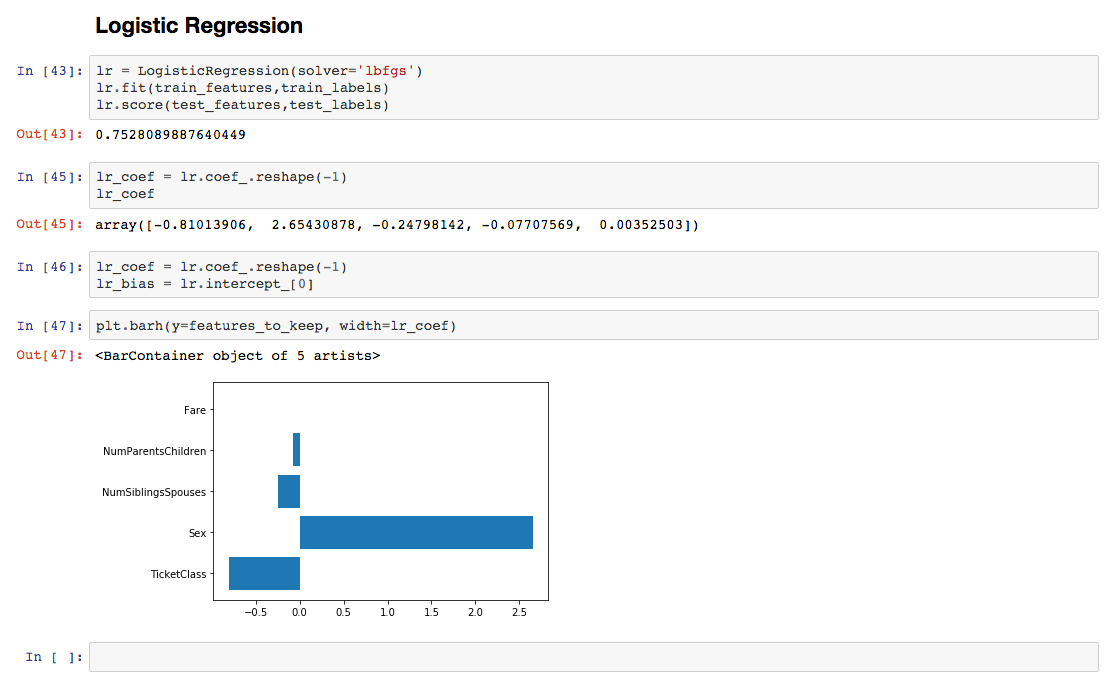 Logistic Regression
In [43]: lr = LogisticRegression(solver='lbfgs')
lr.fit(train_features,train_labels)
lr.score(test_features,test_labels)
Out[43]: 0.7528089887640449
In [45]: lr_coef = lr.coef_.reshape(-1)
lr_coef
Out[45]: array([-0.81013906,  2.65430878, -0.24798142, -0.07707569,  0.00352503])
In [46]: lr_coef = lr.coef_.reshape(-1)
lr_bias = lr.intercept_[0]
In [47]: plt.barh(y=features_to_keep, width=lr_coef)
Out[47]: <BarContainer object of 5 artists>
Fare
NumParentsChildren
NumSiblingsSpouses
Sex
TicketClass
−0.5 0.0 0.5 1.0 1.5 2.0 2.5
In [ ]: